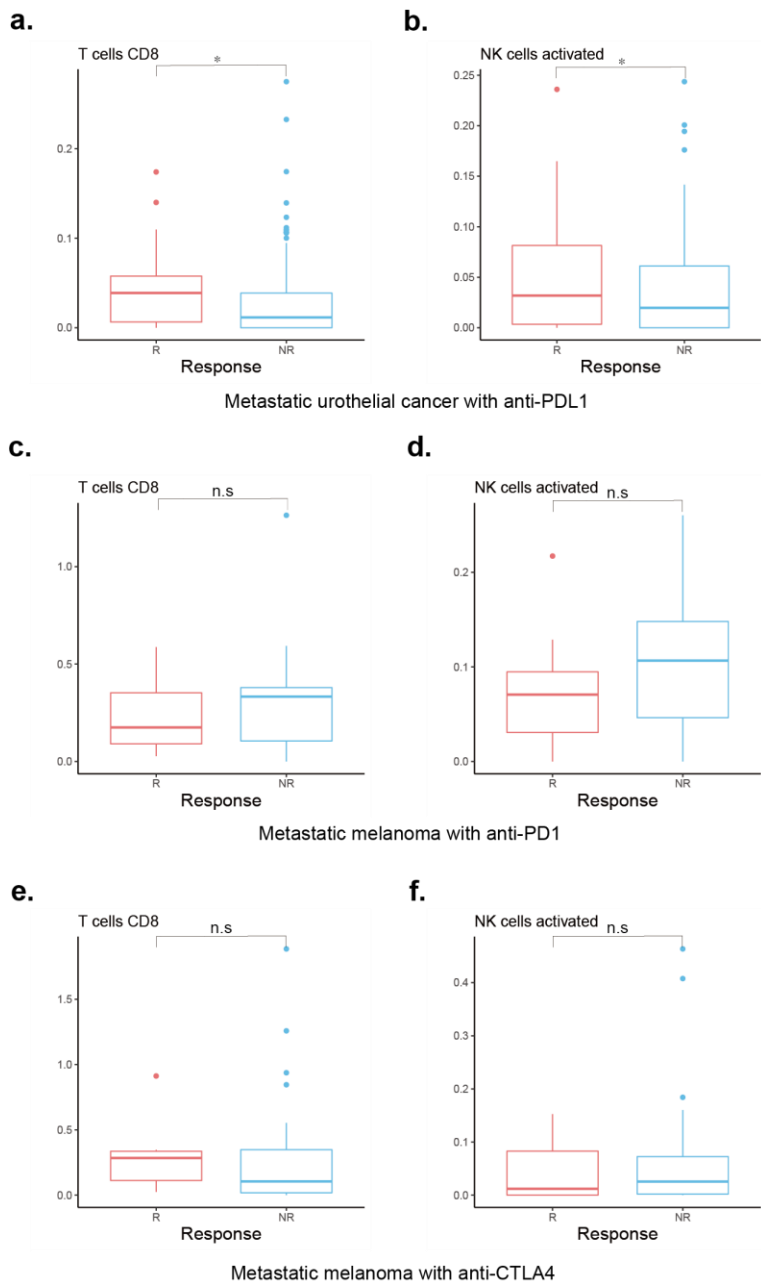 a.
T cells CD8
*
0.2
0.1
0.0
R
NR
Response
b.
NK cells activated
*
0.25
0.20
0.15
0.10
0.05
0.00
R
NR
Response
Metastatic urothelial cancer with anti-PDL1
c.
T cells CD8
n.s
1.0
0.5
0.0
R
NR
Response
d.
NK cells activated
n.s
0.2
0.1
0.0
R
NR
Response
Metastatic melanoma with anti-PD1
e.
T cells CD8
n.s
1.5
1.0
0.5
0.0
R
NR
Response
f.
NK cells activated
n.s
0.4
0.3
0.2
0.1
0.0
R
NR
Response
Metastatic melanoma with anti-CTLA4